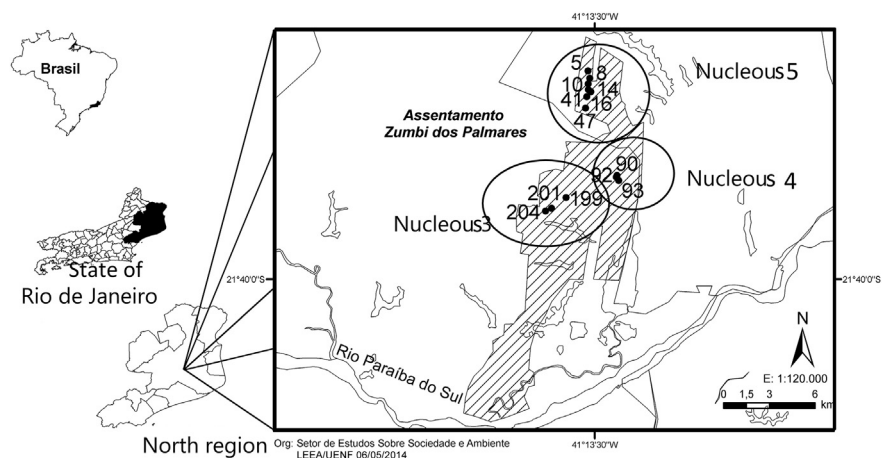 41°13'30"W
Brasil
5
8
10
14
41
16
47
Nucleous 5
Assentamento
Zumbi dos Palmares
90
92
93
Nucleous 4
201
199
204
Nucleous3
State of
Rio de Janeiro
21°40'0"S
21°40'0"S
Rio Paraíba do Sul
N
E: 1:120.000
0 1,5 3 6
km
North region
Org: Setor de Estudos Sobre Sociedade e Ambiente
LEEA/UENF 06/05/2014
41°13'30"W